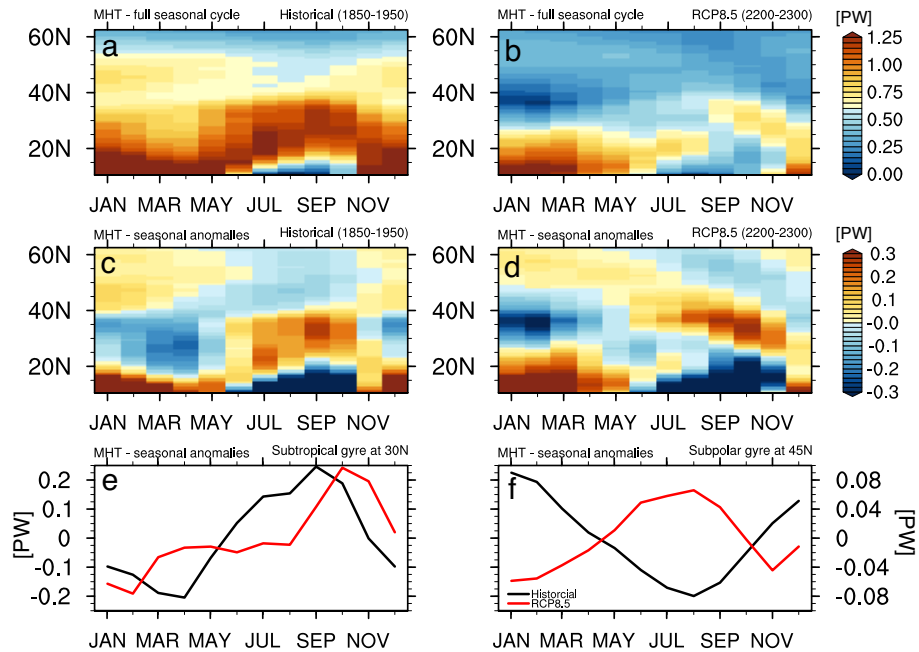 MHT - full seasonal cycle Historical (1850-1950)
MHT - full seasonal cycle RCP8.5 (2200-2300)
[PW]
a
60N
40N
20N
JAN MAR MAY JUL SEP NOV
b
60N
40N
20N
JAN MAR MAY JUL SEP NOV
1.25
1.00
0.75
0.50
0.25
0.00
MHT - seasonal anomalies Historical (1850-1950)
MHT - seasonal anomalies RCP8.5 (2200-2300)
[PW]
c
60N
40N
20N
JAN MAR MAY JUL SEP NOV
d
60N
40N
20N
JAN MAR MAY JUL SEP NOV
0.3
0.2
0.1
-0.0
-0.1
-0.2
-0.3
MHT - seasonal anomalies Subtropical gyre at 30N
MHT - seasonal anomalies Subpolar gyre at 45N
e
[PW]
0.2
0.1
0
-0.1
-0.2
JAN MAR MAY JUL SEP NOV
f
Historcial
RCP8.5
JAN MAR MAY JUL SEP NOV
0.08
0.04
0
-0.04
-0.08
[PW]